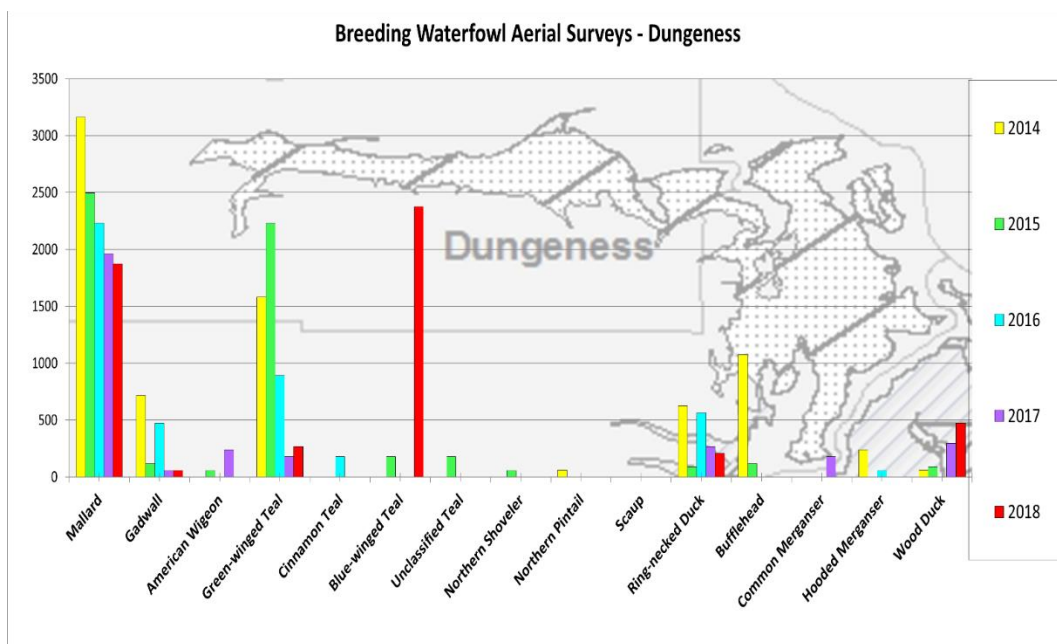 Breeding Waterfowl Aerial Surveys - Dungeness
3500
3000
2500
2000
1500
1000
500
0
Dungeness
Mallard
Gadwall
American Wigeon
Green-winged Teal
Cinnamon Teal
Blue-winged Teal
Unclassified Teal
Northern Shoveler
Northern Pintail
Scaup
Ring-necked Duck
Bufflehead
Common Merganser
Hooded Merganser
Wood Duck
2014
2015
2016
2017
2018